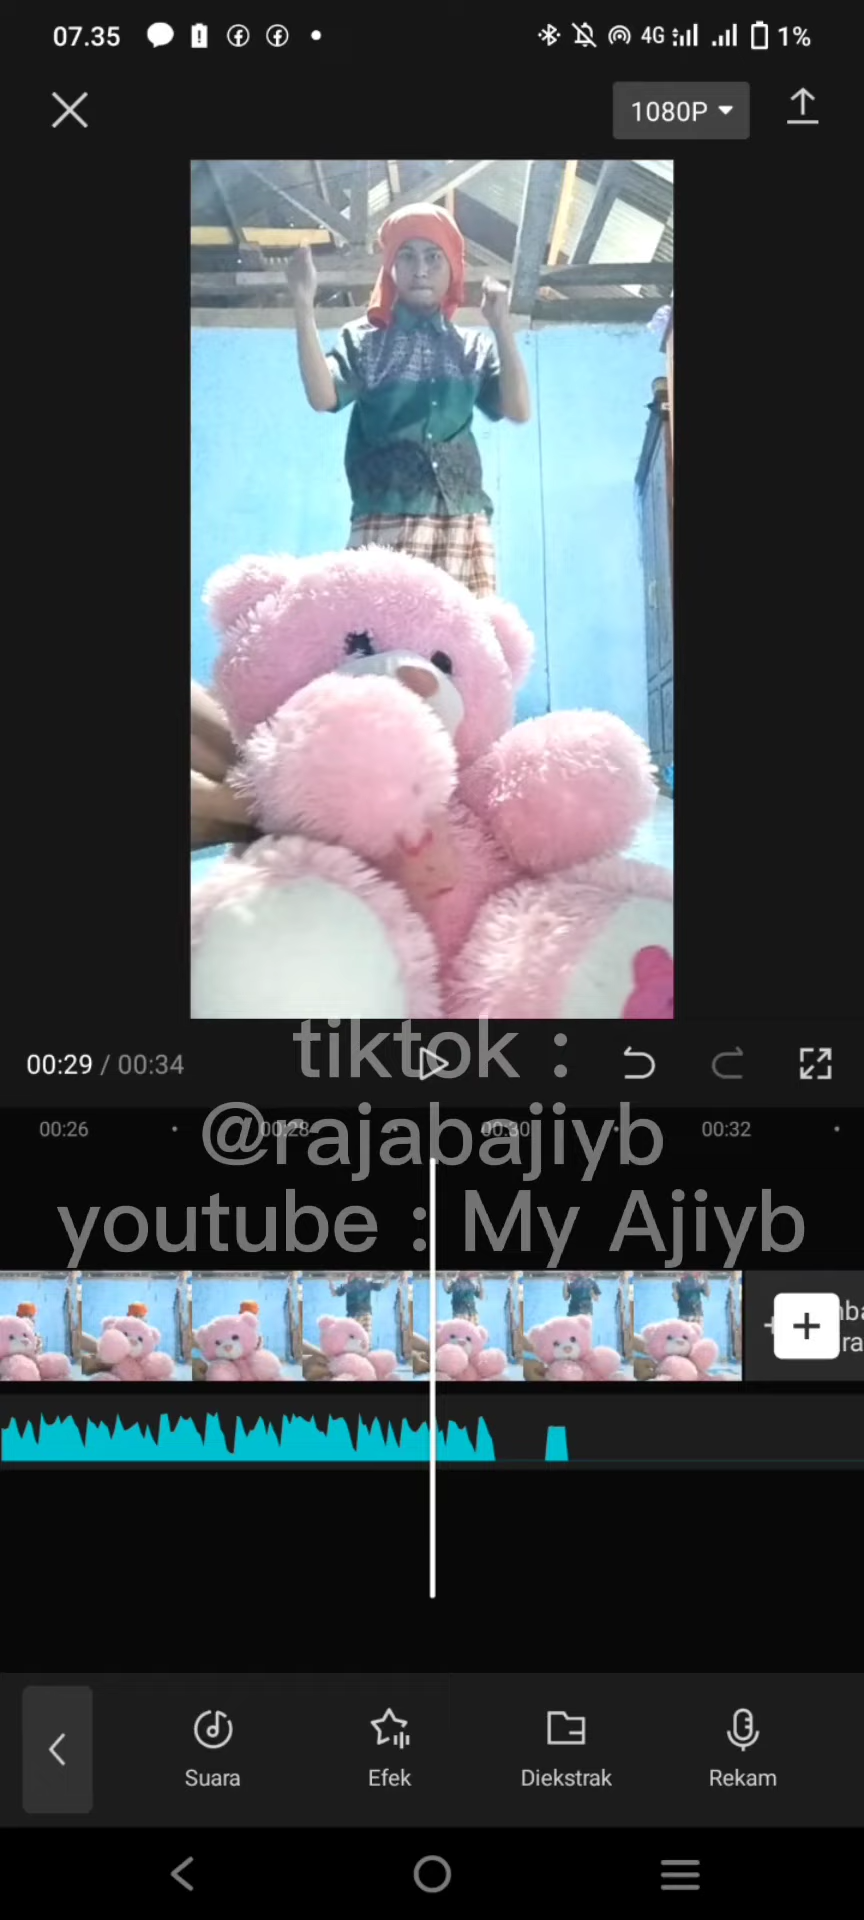 07.35
4G
1%
1080P
00:29 / 00:34
tiktok :
@rajabajiyb
youtube : My Ajiyb
00:26
00:28
00:30
00:32
Suara
Efek
Diekstrak
Rekam